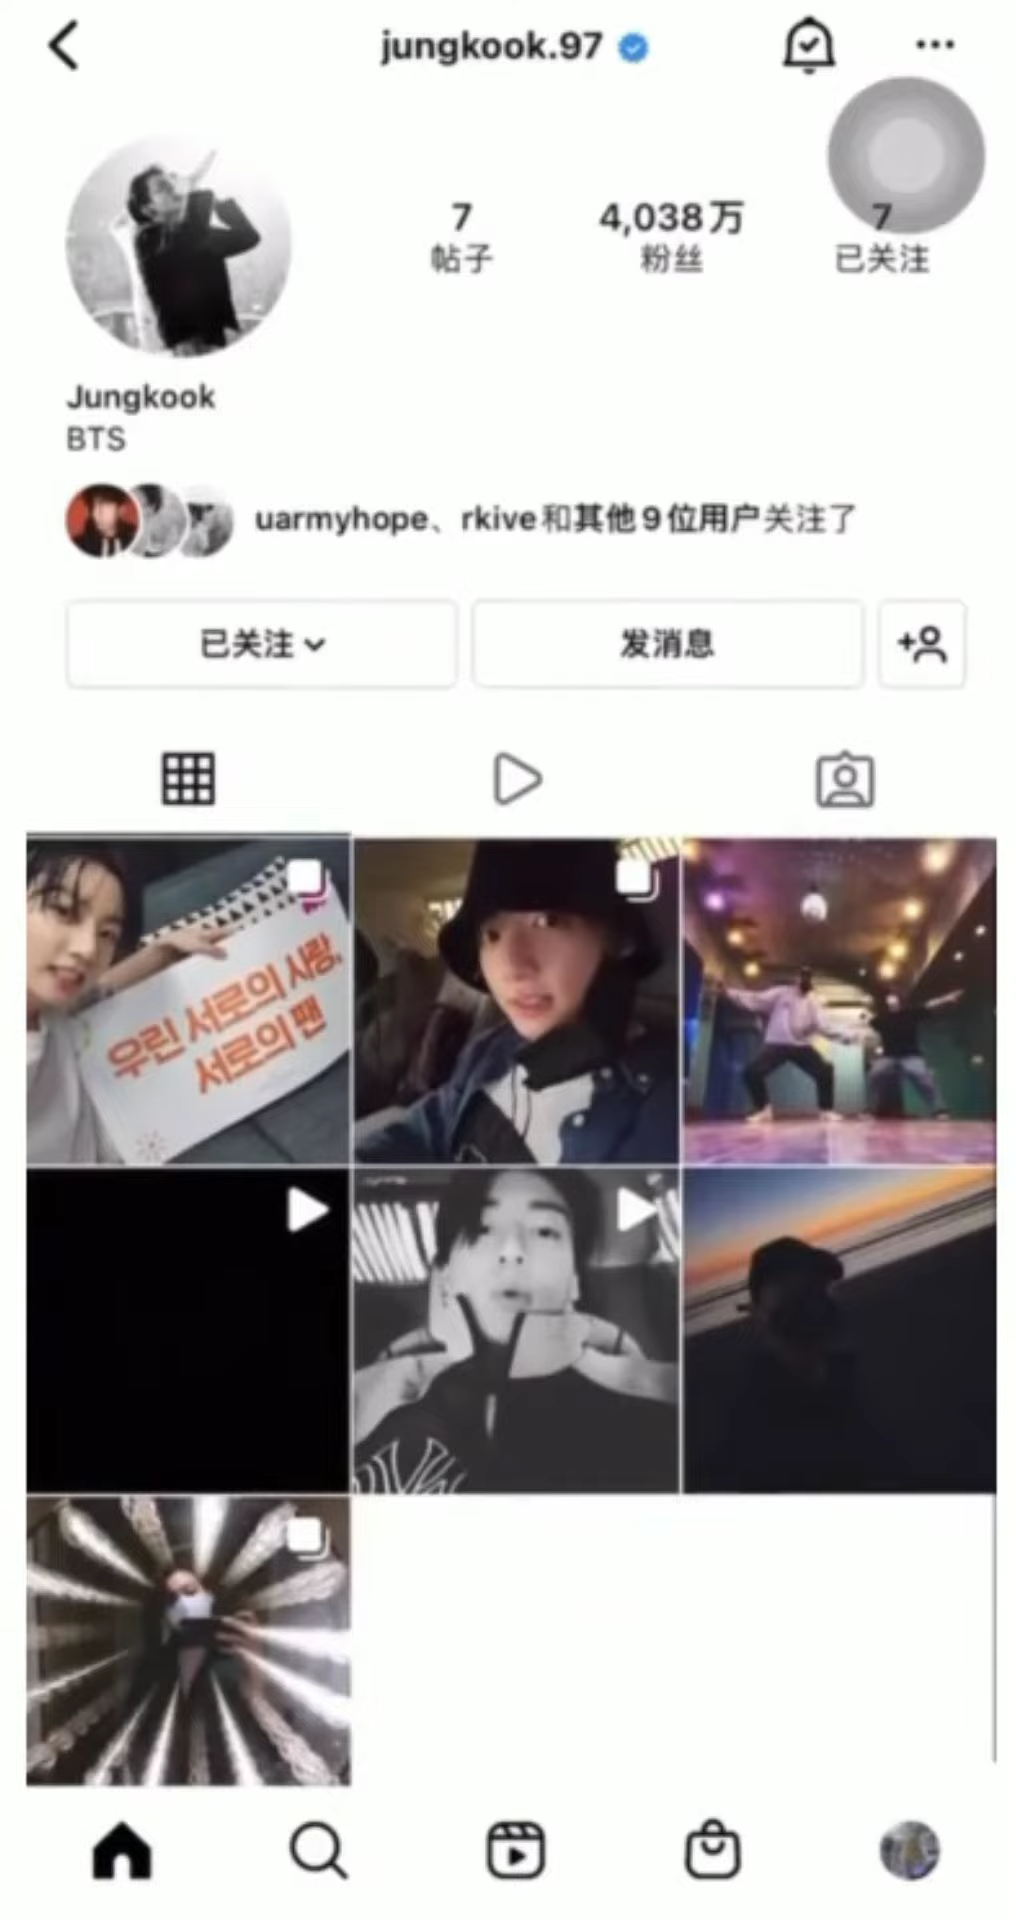 jungkook.97
7
4,038万
7
帖子
粉丝
已关注
Jungkook
BTS
uarmyhope、rkive和其他9位用户关注了
已关注
发消息
우린 서로의 사랑,
서로의 팬